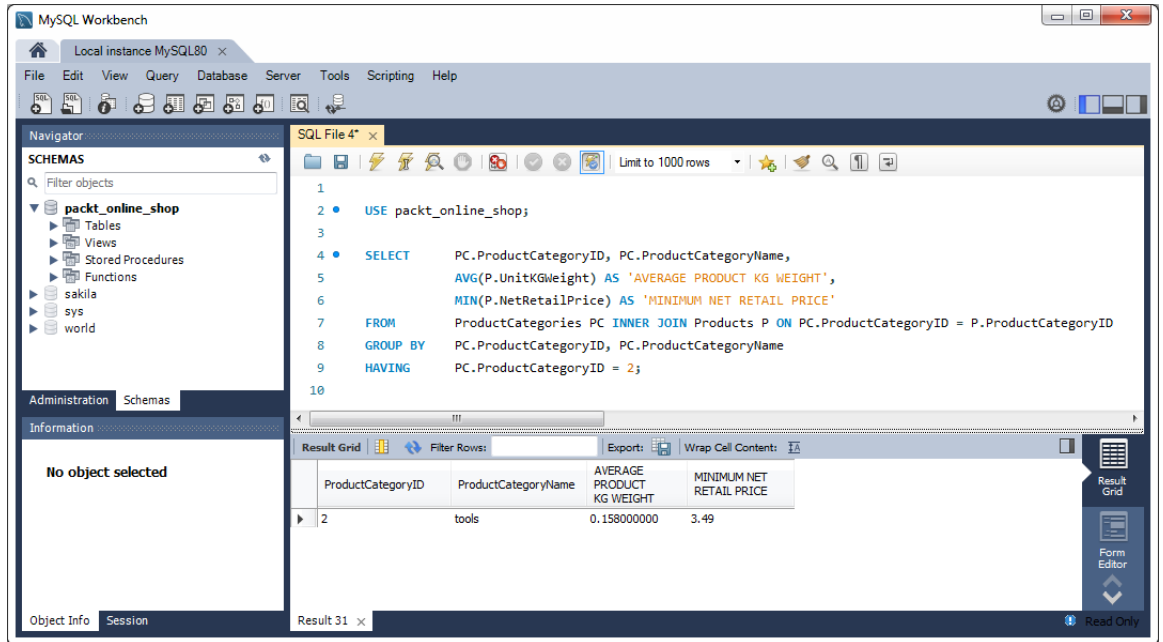 MySQL Workbench
Local instance MySQL80 ×
File Edit View Query Database Server Tools Scripting Help
Navigator
SCHEMAS
Filter objects
packt_online_shop
Tables
Views
Stored Procedures
Functions
sakila
sys
world
Administration Schemas
Information
No object selected
Object Info Session
SQL File 4* ×
Limit to 1000 rows
1
2 USE packt_online_shop;
3
4 SELECT PC.ProductCategoryID, PC.ProductCategoryName,
5 AVG(P.UnitKGWeight) AS 'AVERAGE PRODUCT KG WEIGHT',
6 MIN(P.NetRetailPrice) AS 'MINIMUM NET RETAIL PRICE'
7 FROM ProductCategories PC INNER JOIN Products P ON PC.ProductCategoryID = P.ProductCategoryID
8 GROUP BY PC.ProductCategoryID, PC.ProductCategoryName
9 HAVING PC.ProductCategoryID = 2;
10
Result Grid Filter Rows: Export: Wrap Cell Content: IA
ProductCategoryID ProductCategoryName AVERAGE PRODUCT KG WEIGHT MINIMUM NET RETAIL PRICE
2 tools 0.158000000 3.49
Result Grid
Form Editor
Result 31 ×
Read Only